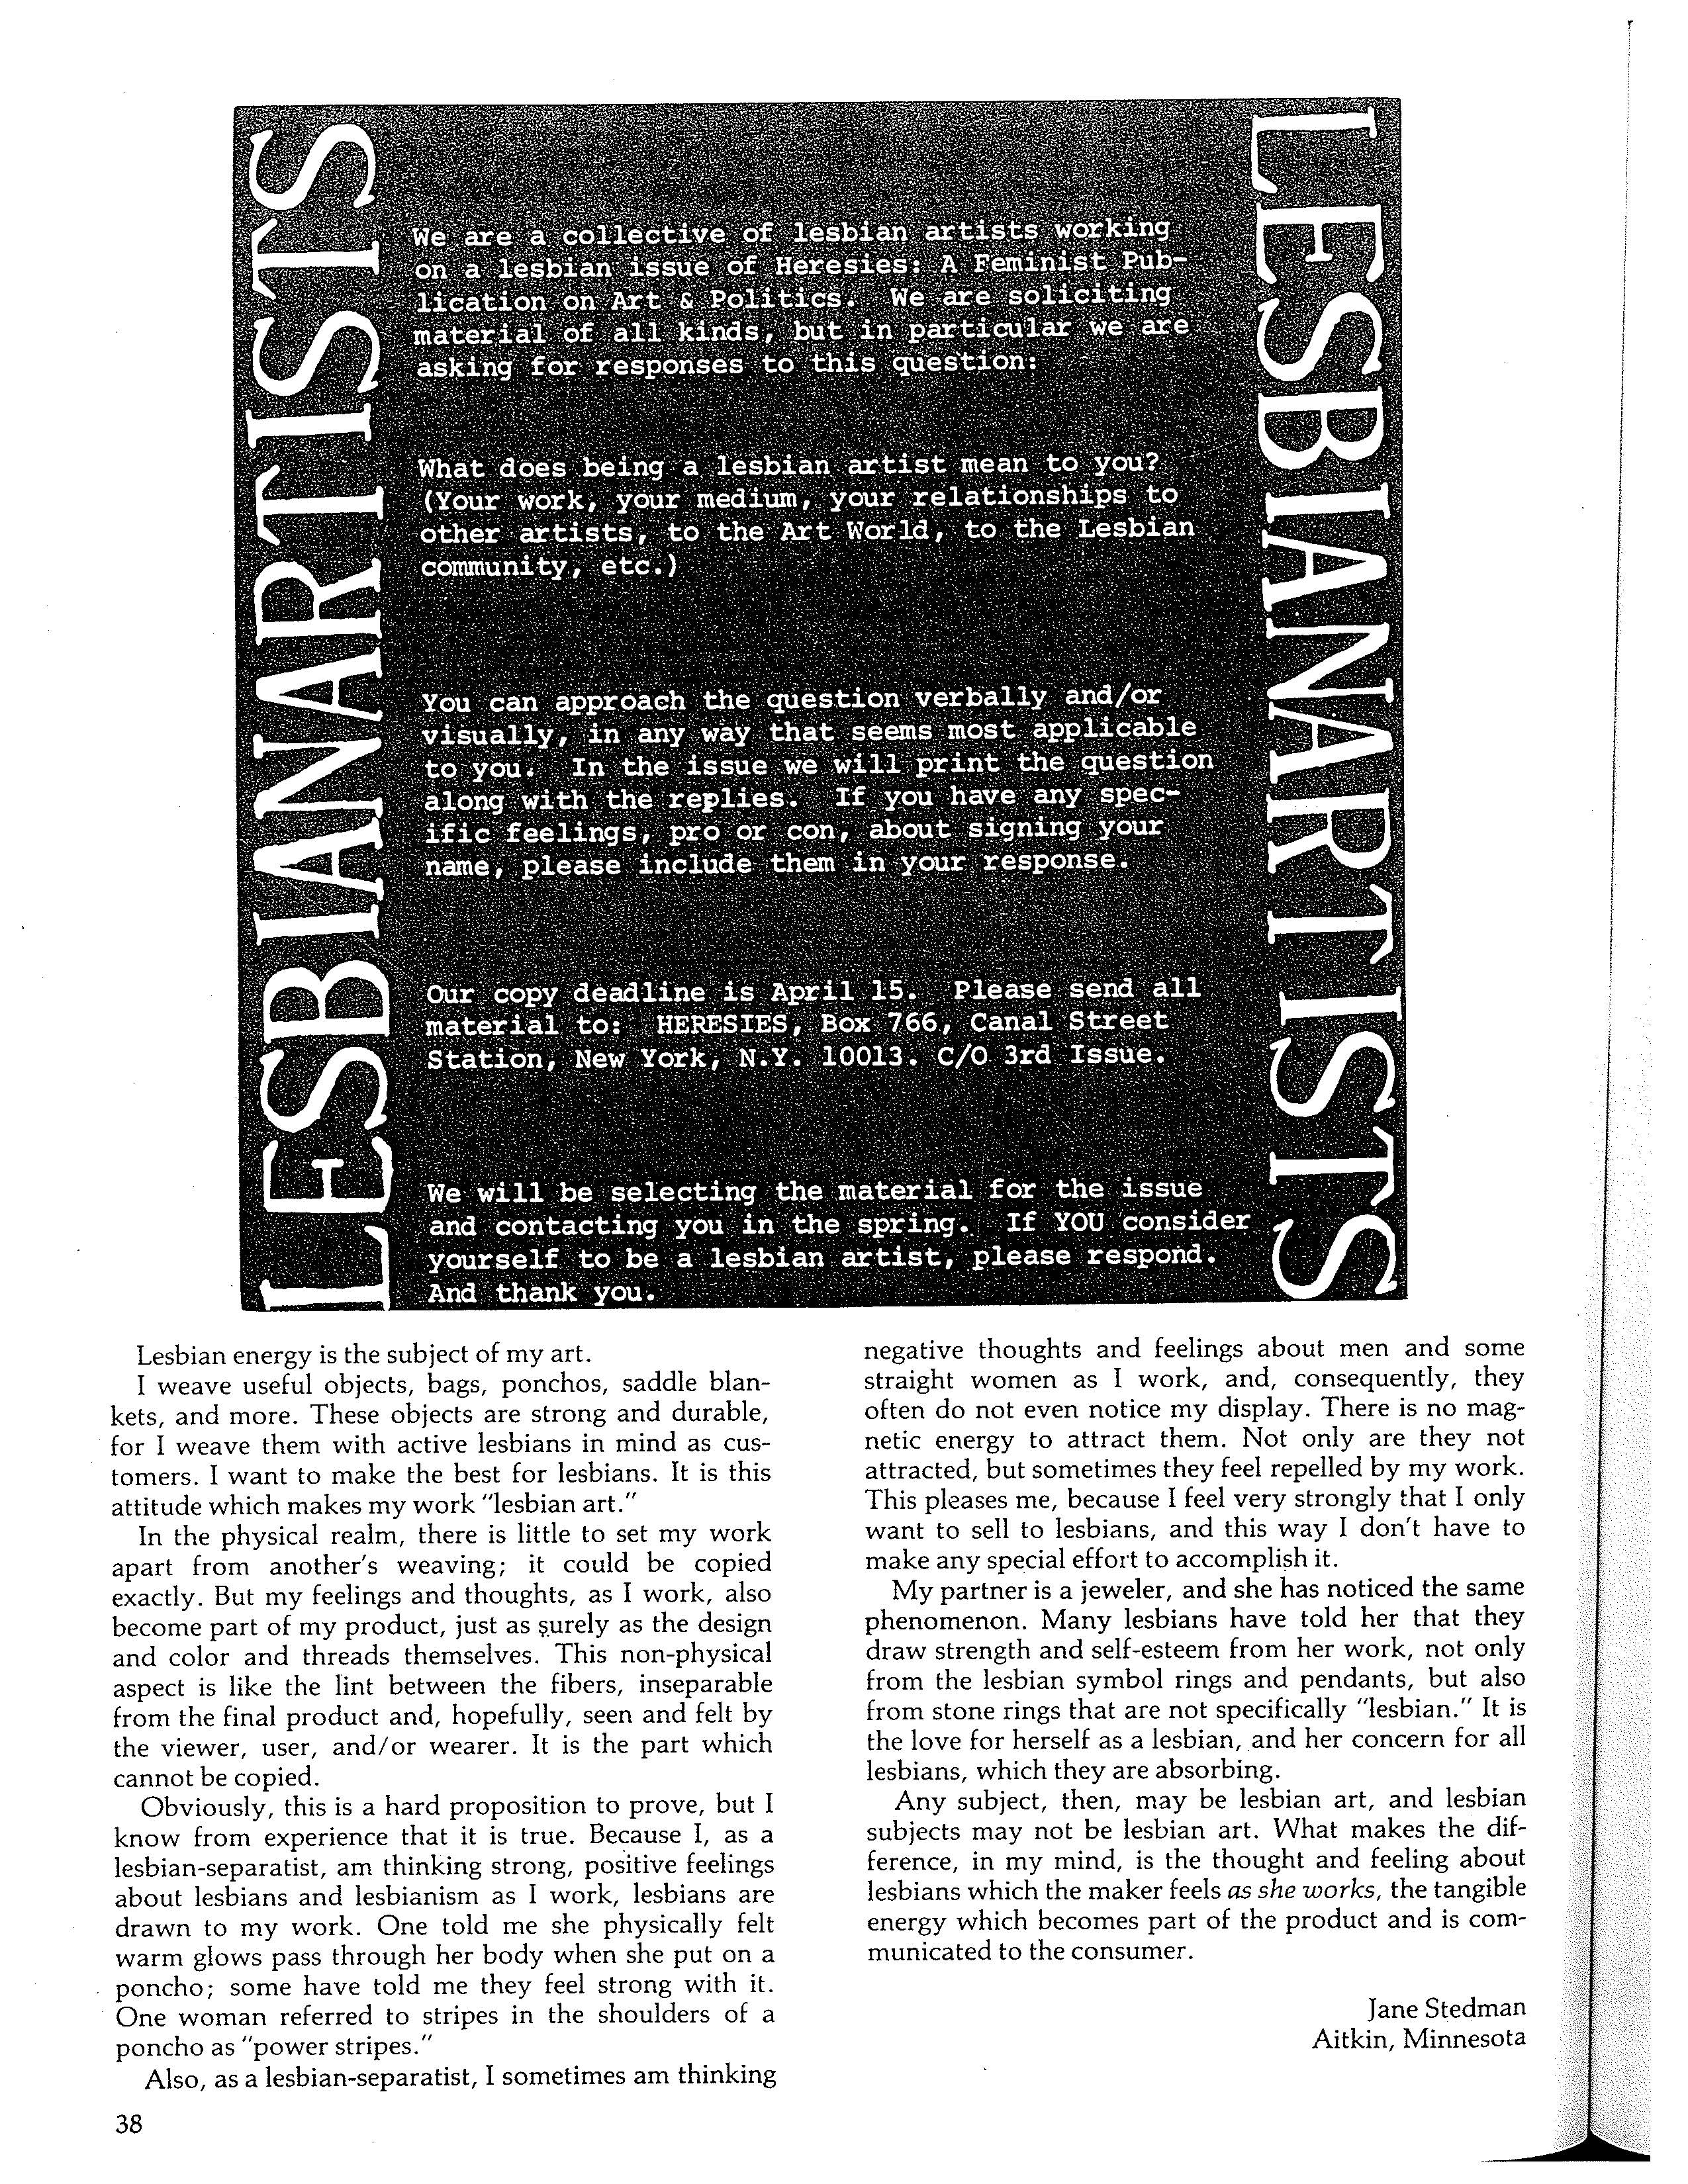 LESBIANARTISTS
We are a collective of lesbian artists working
on a lesbian issue of Heresies: A Feminist Pub-
lication on Art & Politics. We are soliciting
material of all kinds, but in particular we are
asking for responses to this question:
What does being a lesbian artist mean to you?
(Your work, your medium, your relationships to
other artists, to the Art World, to the Lesbian
community, etc.)
You can approach the question verbally and/or
visually, in any way that seems most applicable
to you. In the issue we will print the question
along with the replies. If you have any spec-
ific feelings, pro or con, about signing your
name, please include them in your response.
Our copy deadline is April 15. Please send all
material to: HERESIES, Box 766, Canal Street
Station, New York, N.Y. 10013. C/O 3rd Issue.
We will be selecting the material for the issue
and contacting you in the spring. If YOU consider
yourself to be a lesbian artist, please respond.
And thank you.
LESBIANARTISTS
Lesbian energy is the subject of my art.
I weave useful objects, bags, ponchos, saddle blan-
kets, and more. These objects are strong and durable,
for I weave them with active lesbians in mind as cus-
tomers. I want to make the best for lesbians. It is this
attitude which makes my work "lesbian art."
In the physical realm, there is little to set my work
apart from another's weaving; it could be copied
exactly. But my feelings and thoughts, as I work, also
become part of my product, just as surely as the design
and color and threads themselves. This non-physical
aspect is like the lint between the fibers, inseparable
from the final product and, hopefully, seen and felt by
the viewer, user, and/or wearer. It is the part which
cannot be copied.
Obviously, this is a hard proposition to prove, but I
know from experience that it is true. Because I, as a
lesbian-separatist, am thinking strong, positive feelings
about lesbians and lesbianism as I work, lesbians are
drawn to my work. One told me she physically felt
warm glows pass through her body when she put on a
poncho; some have told me they feel strong with it.
One woman referred to stripes in the shoulders of a
poncho as "power stripes."
Also, as a lesbian-separatist, I sometimes am thinking
negative thoughts and feelings about men and some
straight women as I work, and, consequently, they
often do not even notice my display. There is no mag-
netic energy to attract them. Not only are they not
attracted, but sometimes they feel repelled by my work.
This pleases me, because I feel very strongly that I only
want to sell to lesbians, and this way I don't have to
make any special effort to accomplish it.
My partner is a jeweler, and she has noticed the same
phenomenon. Many lesbians have told her that they
draw strength and self-esteem from her work, not only
from the lesbian symbol rings and pendants, but also
from stone rings that are not specifically "lesbian." It is
the love for herself as a lesbian, and her concern for all
lesbians, which they are absorbing.
Any subject, then, may be lesbian art, and lesbian
subjects may not be lesbian art. What makes the dif-
ference, in my mind, is the thought and feeling about
lesbians which the maker feels as she works, the tangible
energy which becomes part of the product and is com-
municated to the consumer.
Jane Stedman
Aitkin, Minnesota
38